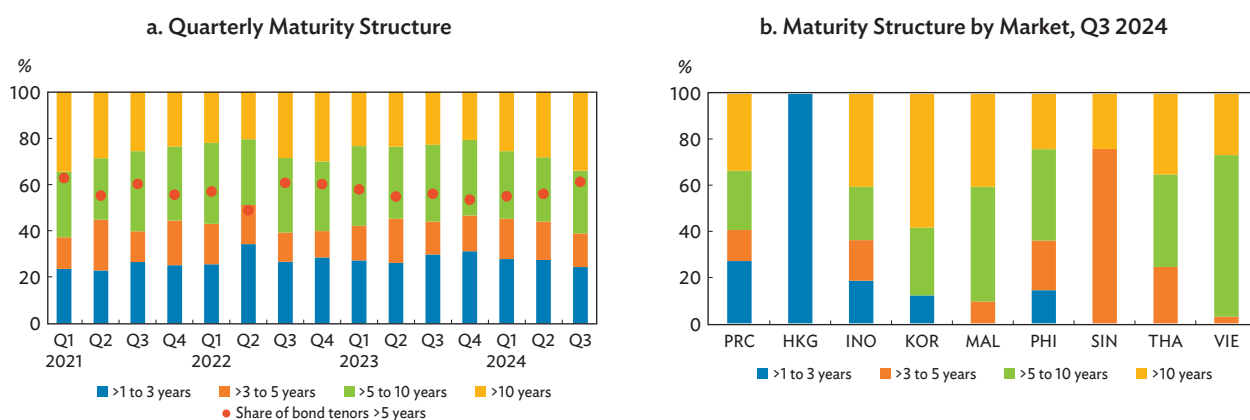 a. Quarterly Maturity Structure
%
100
80
60
40
20
0
Q1 Q2 Q3 Q4 Q1 Q2 Q3 Q4 Q1 Q2 Q3 Q4 Q1 Q2 Q3
2021 2022 2023 2024
>1 to 3 years >3 to 5 years >5 to 10 years >10 years
Share of bond tenors >5 years
b. Maturity Structure by Market, Q3 2024
%
100
80
60
40
20
0
PRC HKG INO KOR MAL PHI SIN THA VIE
>1 to 3 years >3 to 5 years >5 to 10 years >10 years